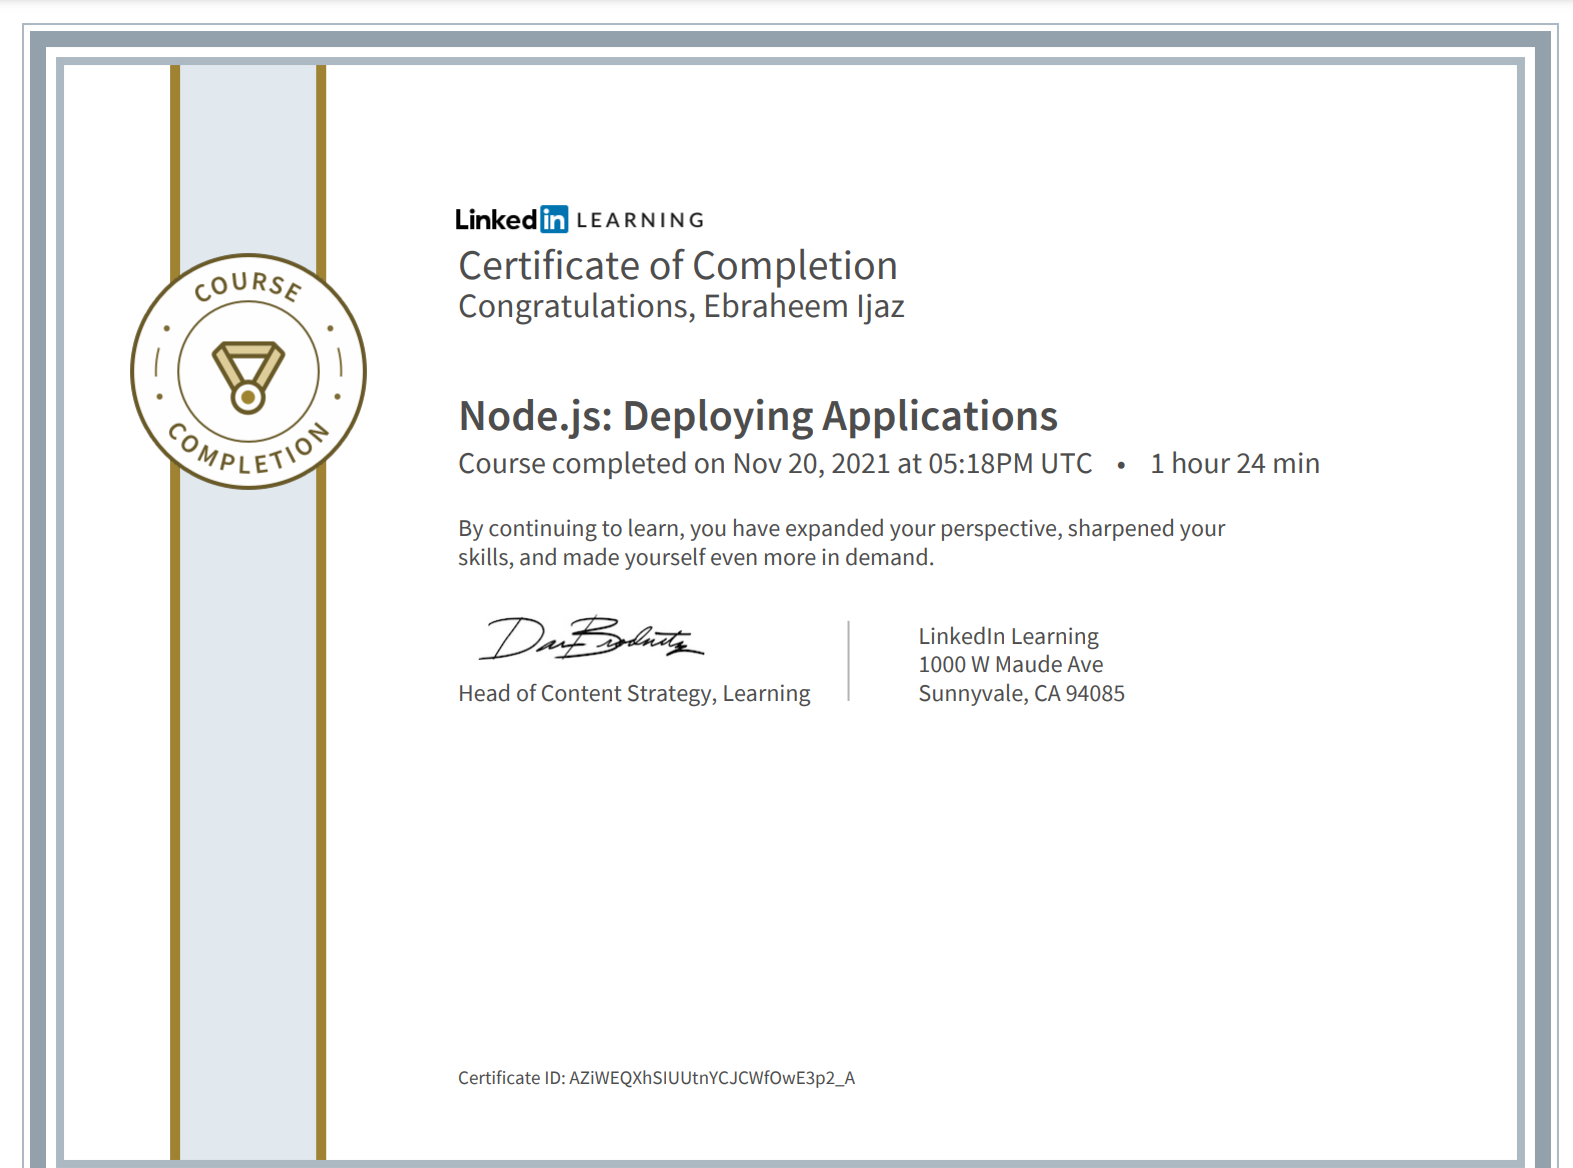 LinkedIn LEARNING
Certificate of Completion
Congratulations, Ebraheem Ijaz
COURSE
COMPLETION
Node.js: Deploying Applications
Course completed on Nov 20, 2021 at 05:18PM UTC • 1 hour 24 min
By continuing to learn, you have expanded your perspective, sharpened your
skills, and made yourself even more in demand.
Dan Brodnitz
Head of Content Strategy, Learning
LinkedIn Learning
1000 W Maude Ave
Sunnyvale, CA 94085
Certificate ID: AZiWEQXhSIUUtnYCJCWfOwE3p2_A